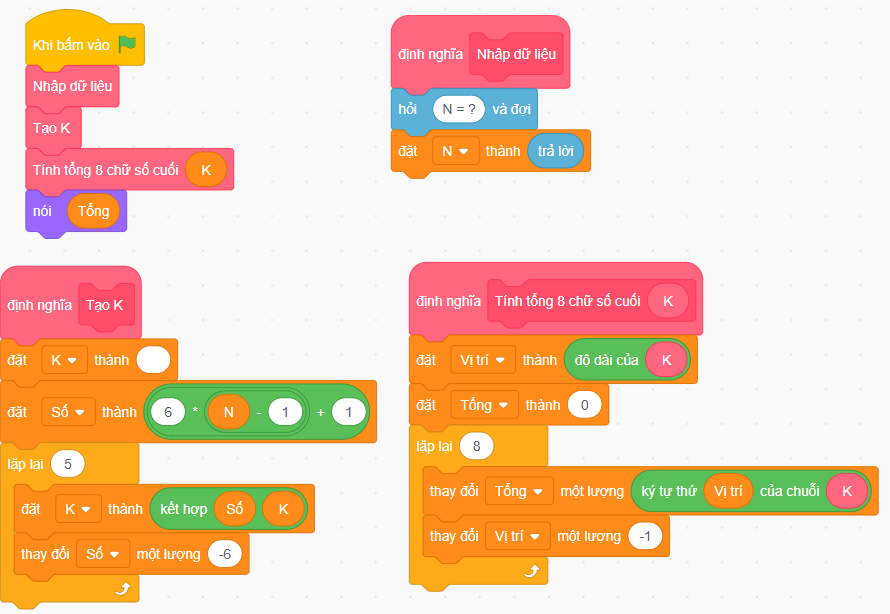 Khi bấm vào
Nhập dữ liệu
Tạo K
Tính tổng 8 chữ số cuối K
nói Tổng
định nghĩa Nhập dữ liệu
hỏi N = ? và đợi
đặt N thành trả lời
định nghĩa Tạo K
đặt K thành
đặt Số thành 6 * N - 1 + 1
lặp lại 5
đặt K thành kết hợp Số K
thay đổi Số một lượng -6
định nghĩa Tính tổng 8 chữ số cuối K
đặt Vị trí thành độ dài của K
đặt Tổng thành 0
lặp lại 8
thay đổi Tổng một lượng ký tự thứ Vị trí của chuỗi K
thay đổi Vị trí một lượng -1